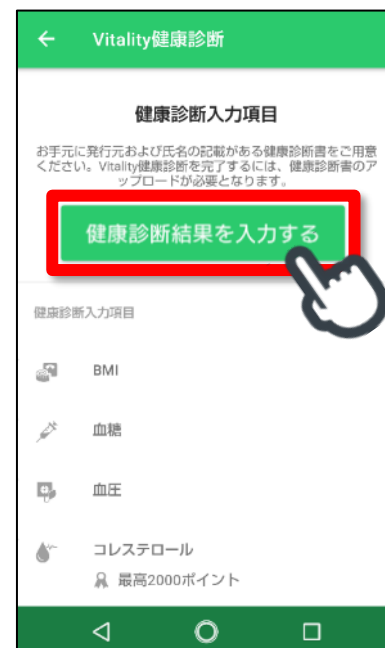 Vitality健康診断
健康診断入力項目
お手元に発行元および氏名の記載がある健康診断書をご用意
ください。Vitality健康診断を完了するには、健康診断書のア
ップロードが必要となります。
健康診断結果を入力する
健康診断入力項目
BMI
血糖
血圧
コレステロール
最高2000ポイント